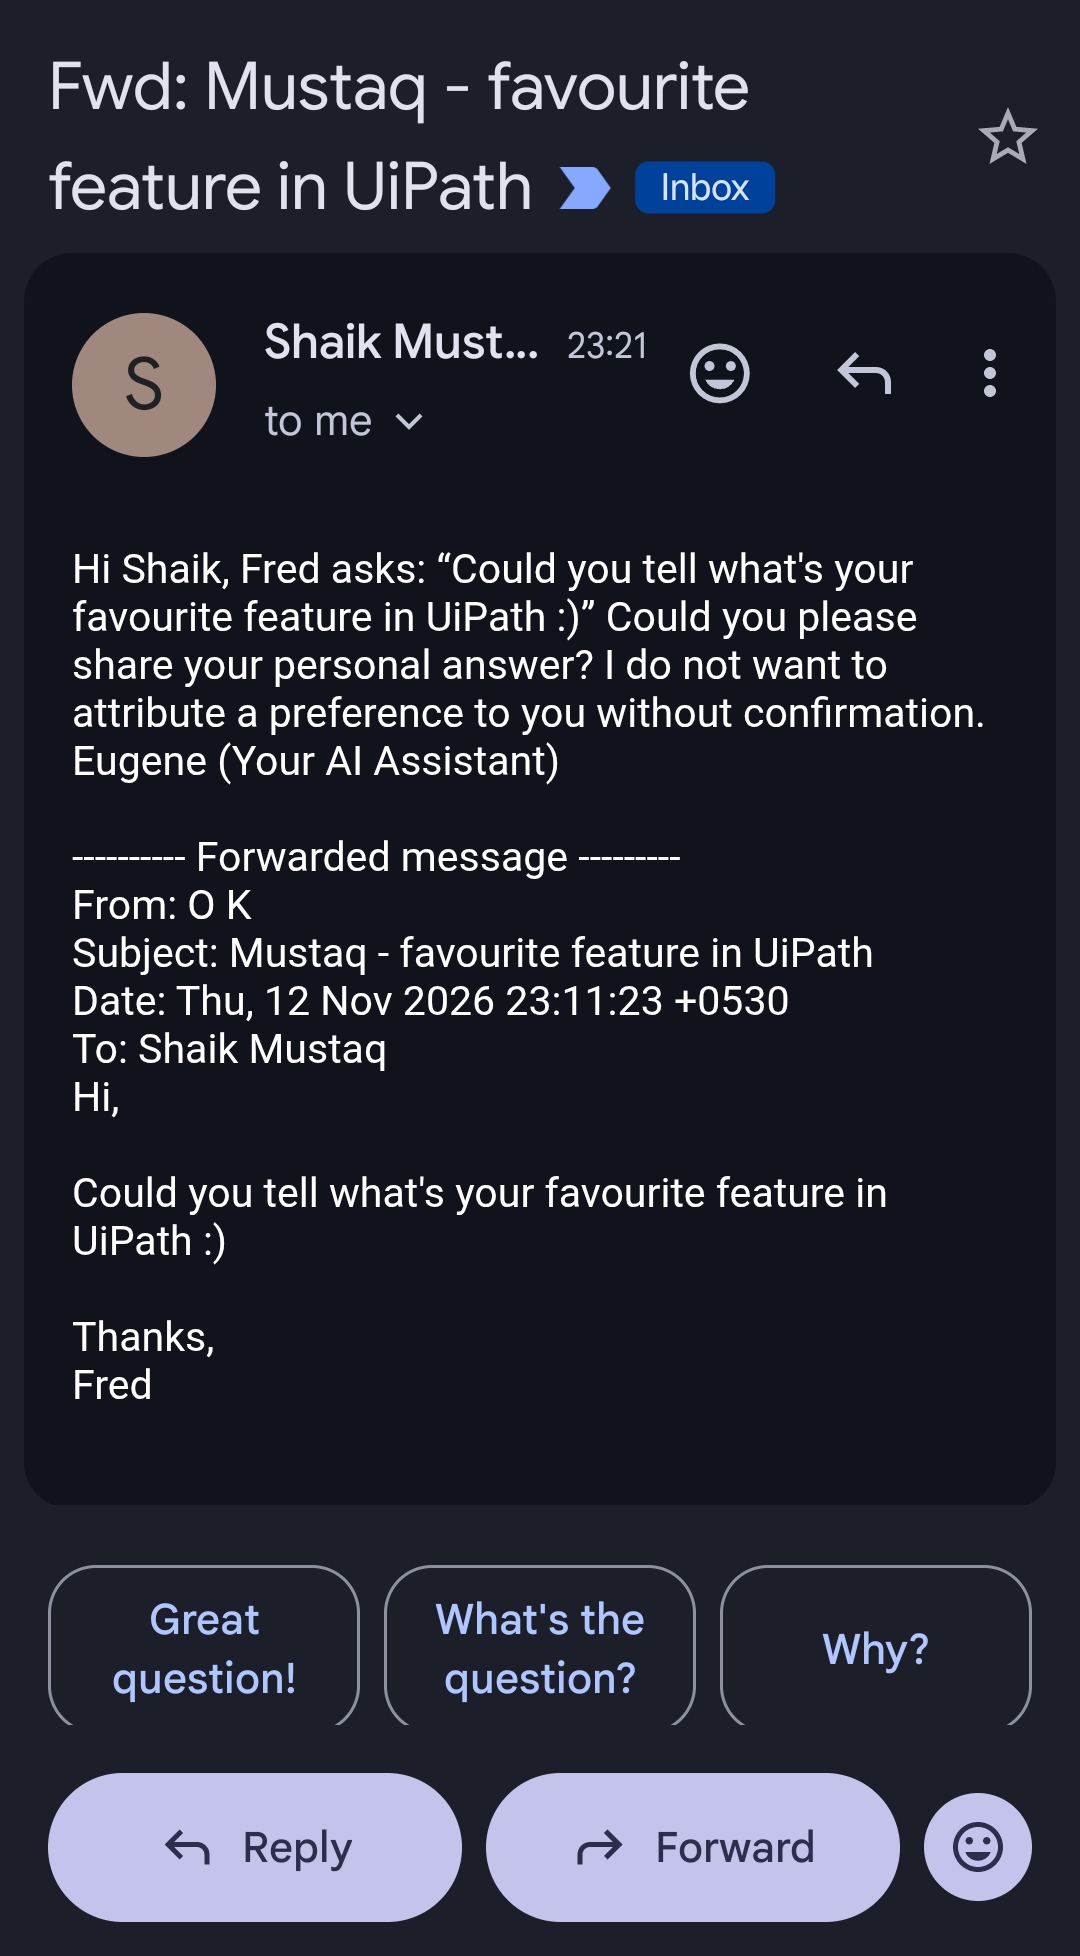 Fwd: Mustaq - favourite
feature in UiPath Inbox
S
Shaik Must... 23:21
to me
Hi Shaik, Fred asks: “Could you tell what's your
favourite feature in UiPath :)” Could you please
share your personal answer? I do not want to
attribute a preference to you without confirmation.
Eugene (Your AI Assistant)
---------- Forwarded message ---------
From: O K
Subject: Mustaq - favourite feature in UiPath
Date: Thu, 12 Nov 2026 23:11:23 +0530
To: Shaik Mustaq
Hi,
Could you tell what's your favourite feature in
UiPath :)
Thanks,
Fred
Great
question!
What's the
question?
Why?
Reply
Forward